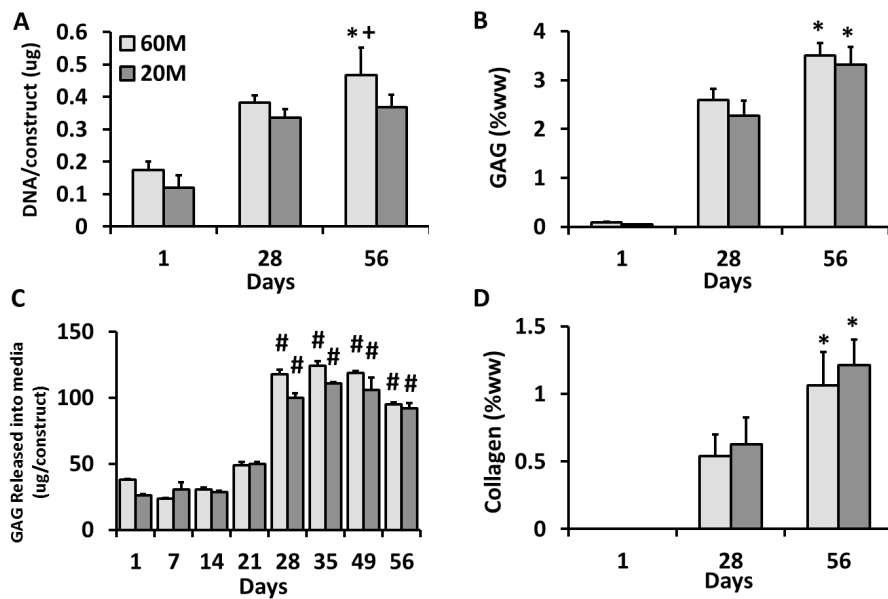 A
DNA/construct (ug)
0.6
0.5
0.4
0.3
0.2
0.1
0
60M
20M
*+
1 28 56
Days
B
GAG (%ww)
4
3
2
1
0
* *
1 28 56
Days
C
GAG Released into media
(ug/construct)
150
100
50
0
# # # # # # # #
1 7 14 21 28 35 49 56
Days
D
Collagen (%ww)
1.5
1
0.5
0
* *
1 28 56
Days